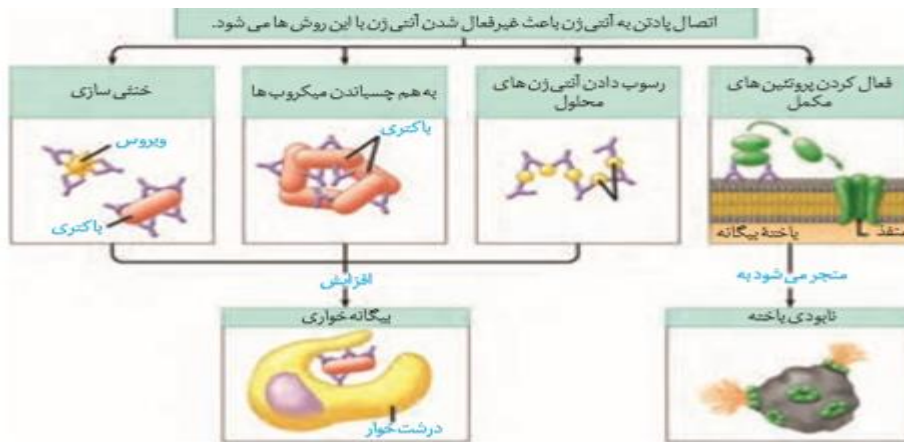 اتصال پادتن به آنتی ژن باعث غیرفعال شدن آنتی ژن با این روش ها می شود.
خنثی سازی
به هم چسباندن میکروب ها
رسوب دادن آنتی ژن های
محلول
فعال کردن پروتئین های
مکمل
ویروس
باکتری
باکتری
یاختهٔ بیگانه
منفذ
افزایش
منجر می شود به
بیگانه خواری
نابودی یاخته
درشت خوار